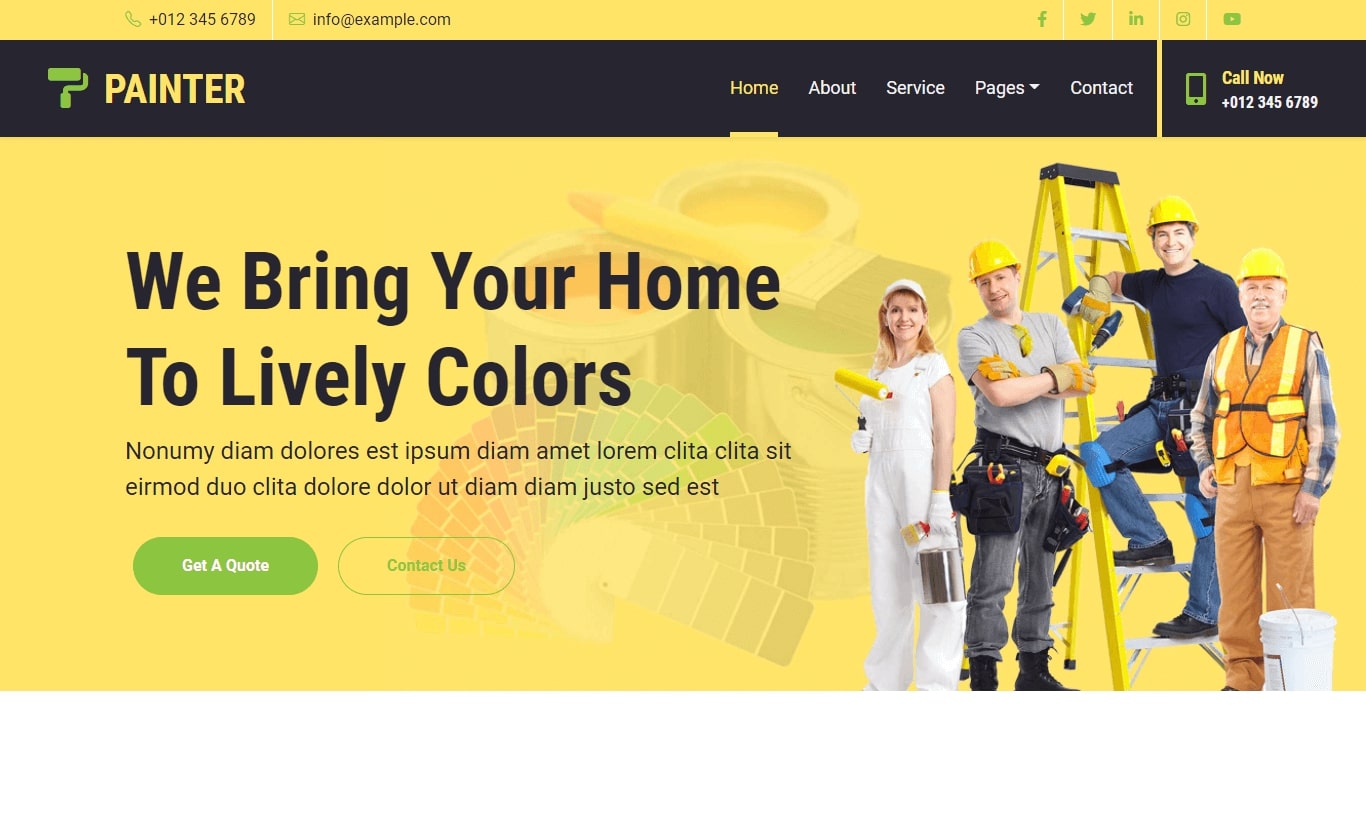 +012 345 6789
info@example.com
PAINTER
Home
About
Service
Pages
Contact
Call Now
+012 345 6789
We Bring Your Home
To Lively Colors
Nonumy diam dolores est ipsum diam amet lorem clita clita sit
eirmod duo clita dolore dolor ut diam diam justo sed est
Get A Quote
Contact Us